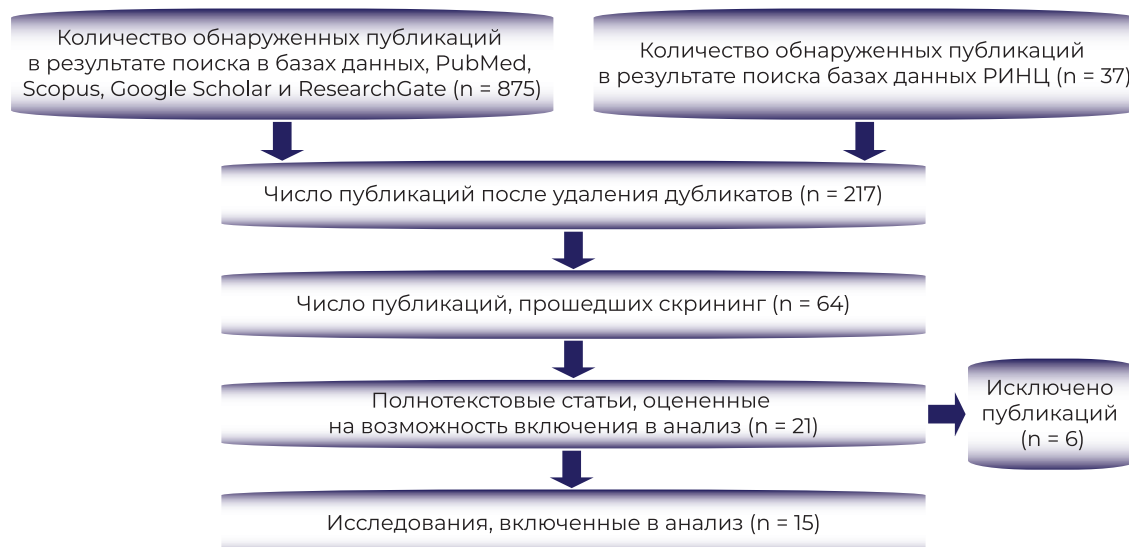 Количество обнаруженных публикаций
в результате поиска в базах данных, PubMed,
Scopus, Google Scholar и ResearchGate (n = 875)
Количество обнаруженных публикаций
в результате поиска базах данных РИНЦ (n = 37)
Число публикаций после удаления дубликатов (n = 217)
Число публикаций, прошедших скрининг (n = 64)
Полнотекстовые статьи, оцененные
на возможность включения в анализ (n = 21)
Исключено
публикаций
(n = 6)
Исследования, включенные в анализ (n = 15)